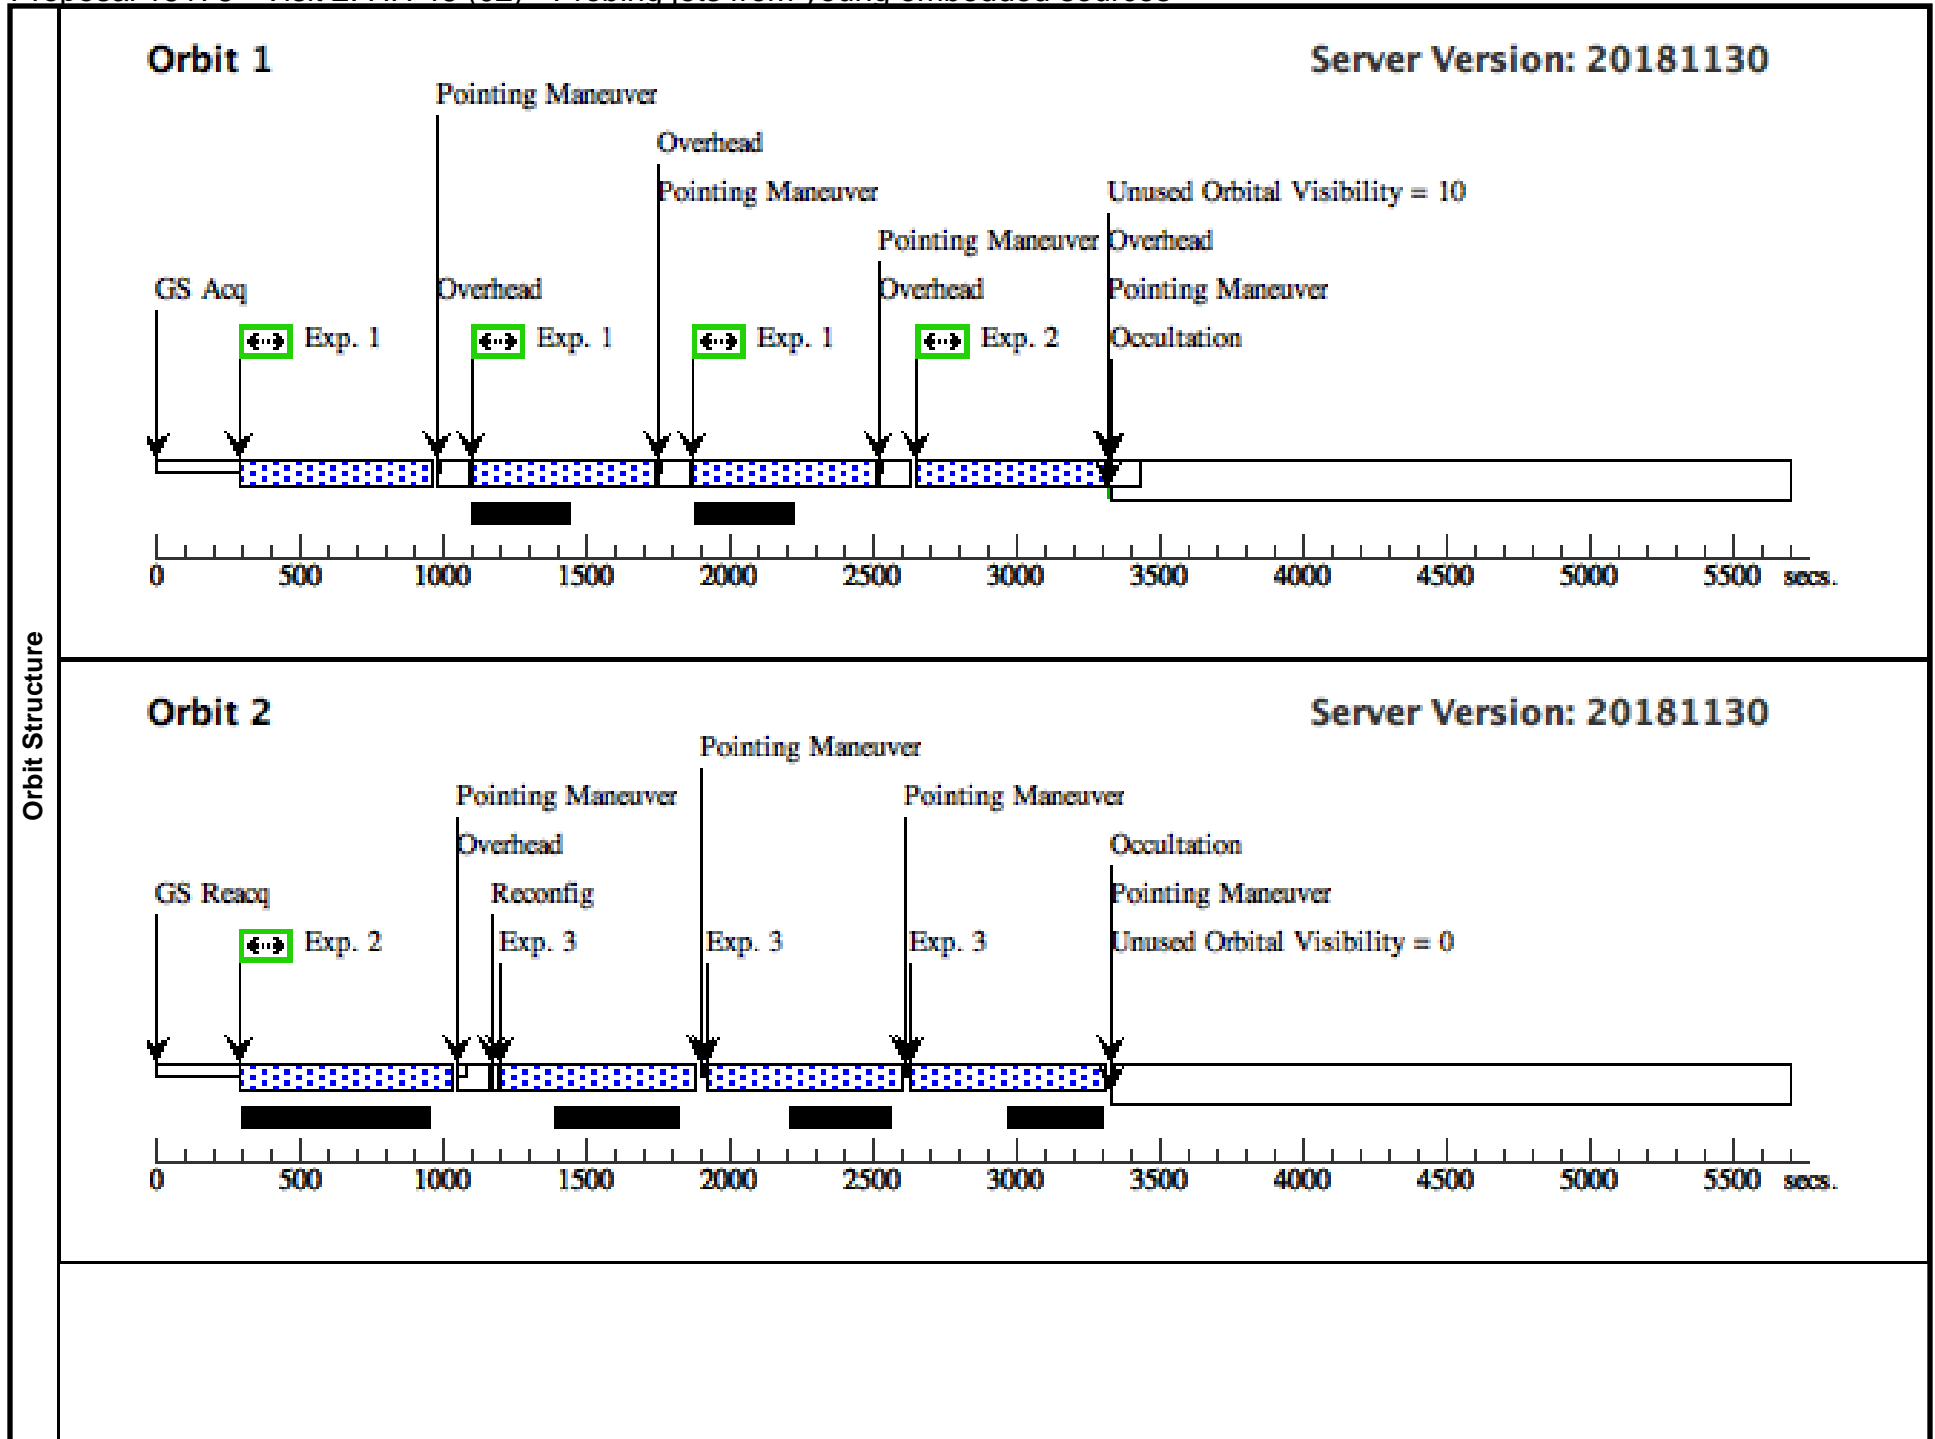 Orbit 1
Server Version: 20181130
Pointing Maneuver
Overhead
Pointing Maneuver
Unused Orbital Visibility = 10
Pointing Maneuver
Overhead
GS Acq
Overhead
Overhead
Pointing Maneuver
Exp. 1
Exp. 1
Exp. 1
Exp. 2
Occultation
0 500 1000 1500 2000 2500 3000 3500 4000 4500 5000 5500 secs.
Orbit Structure
Orbit 2
Server Version: 20181130
Pointing Maneuver
Pointing Maneuver
Pointing Maneuver
Overhead
Occultation
GS Reacq
Reconfig
Pointing Maneuver
Exp. 2
Exp. 3
Exp. 3
Exp. 3
Unused Orbital Visibility = 0
0 500 1000 1500 2000 2500 3000 3500 4000 4500 5000 5500 secs.